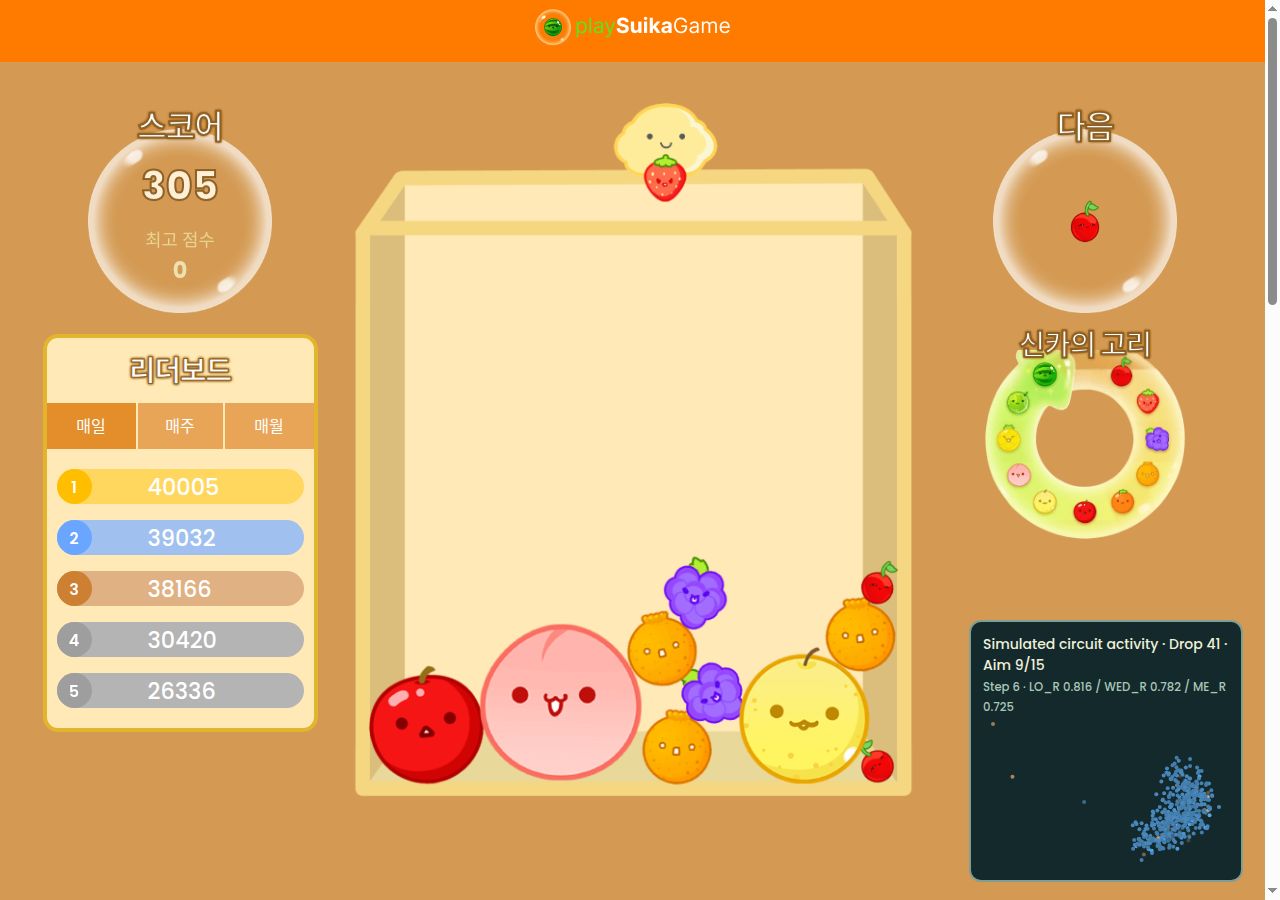 playSuikaGame
스코어
305
최고 점수
0
다음
신카의 고리
리더보드
매일 매주 매월
1 40005
2 39032
3 38166
4 30420
5 26336
Simulated circuit activity · Drop 41 ·
Aim 9/15
Step 6 · LO_R 0.816 / WED_R 0.782 / ME_R
0.725